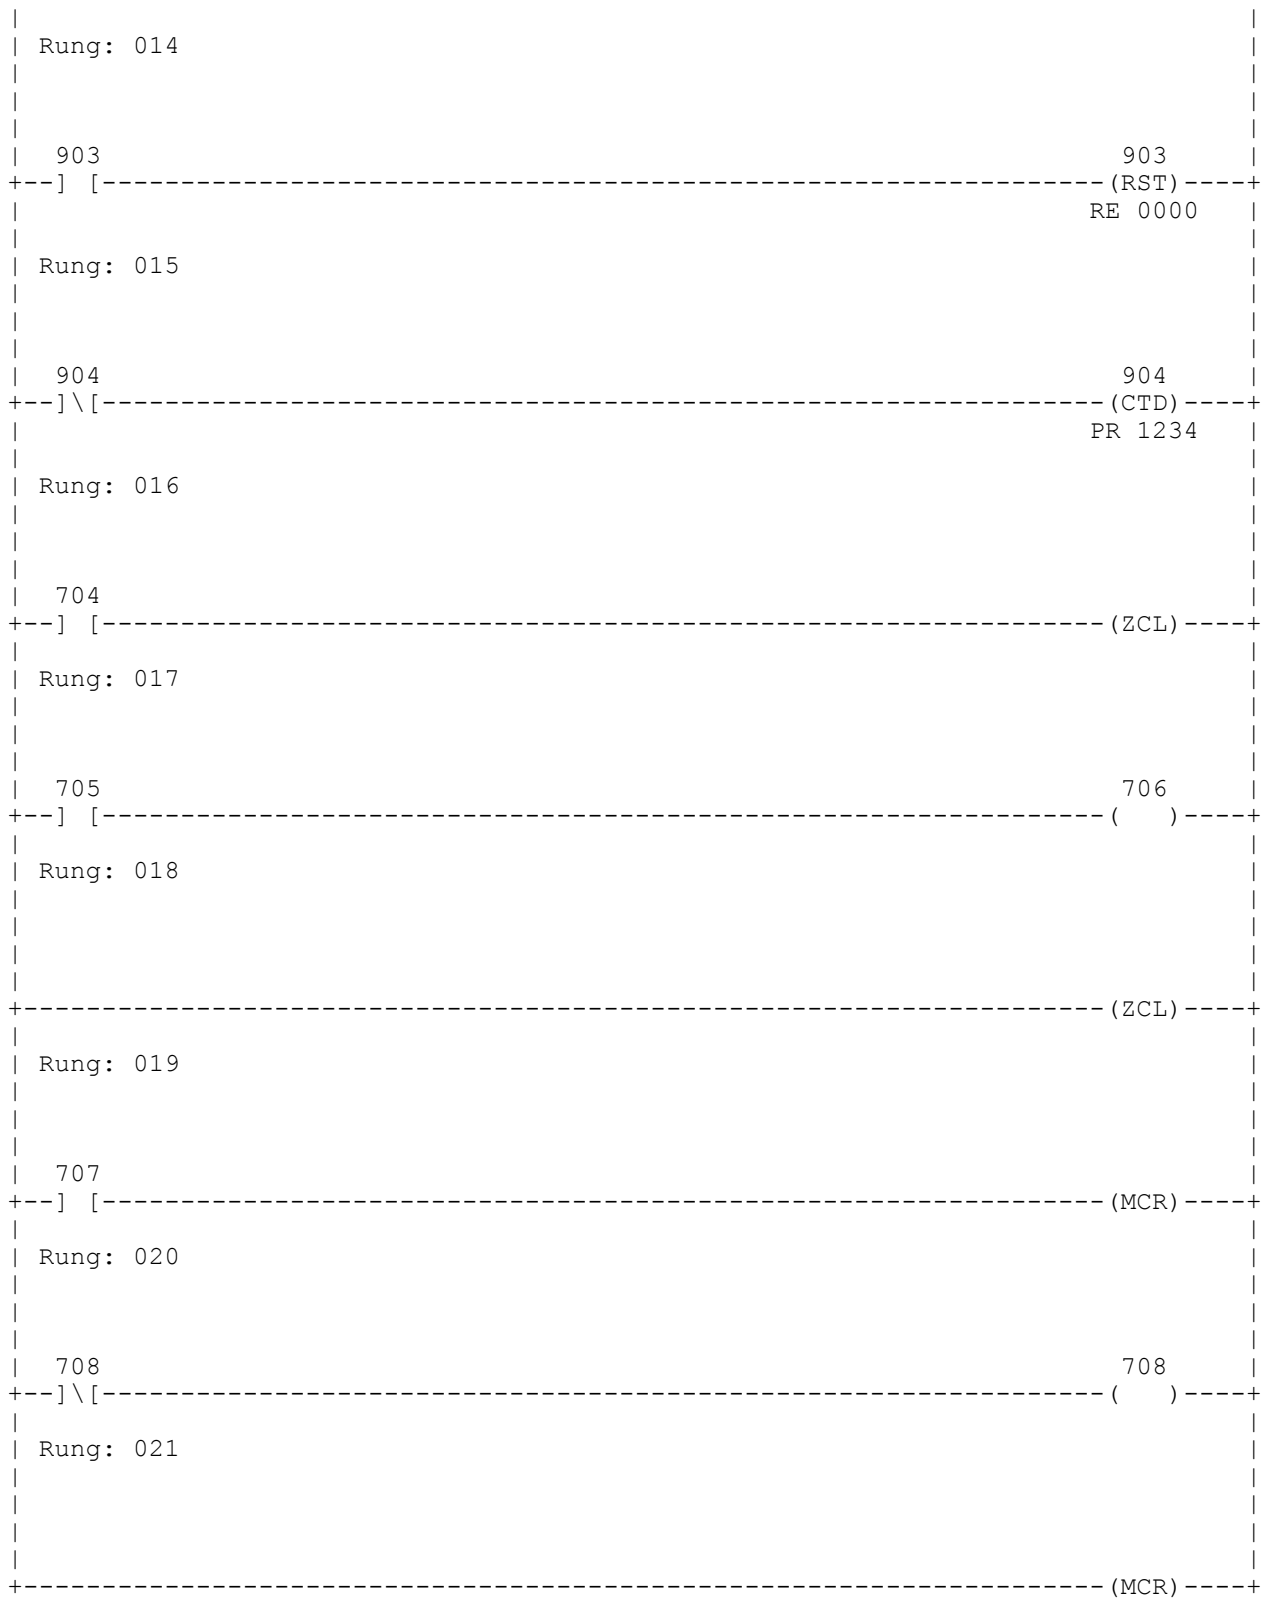 | |
| Rung: 014 |
| |
| |
| |
| 903 903 |
+--] [----------------------------------------------------------------(RST)----+
| RE 0000 |
| |
| Rung: 015 |
| |
| |
| |
| 904 904 |
+--]\[----------------------------------------------------------------(CTD)----+
| PR 1234 |
| |
| Rung: 016 |
| |
| |
| |
| 704 |
+--] [----------------------------------------------------------------(ZCL)----+
| |
| Rung: 017 |
| |
| |
| |
| 705 706 |
+--] [----------------------------------------------------------------( )----+
| |
| Rung: 018 |
| |
| |
| |
| |
+---------------------------------------------------------------------(ZCL)----+
| |
| Rung: 019 |
| |
| |
| |
| 707 |
+--] [----------------------------------------------------------------(MCR)----+
| |
| Rung: 020 |
| |
| |
| |
| 708 708 |
+--]\[----------------------------------------------------------------( )----+
| |
| Rung: 021 |
| |
| |
| |
| |
+---------------------------------------------------------------------(MCR)----+